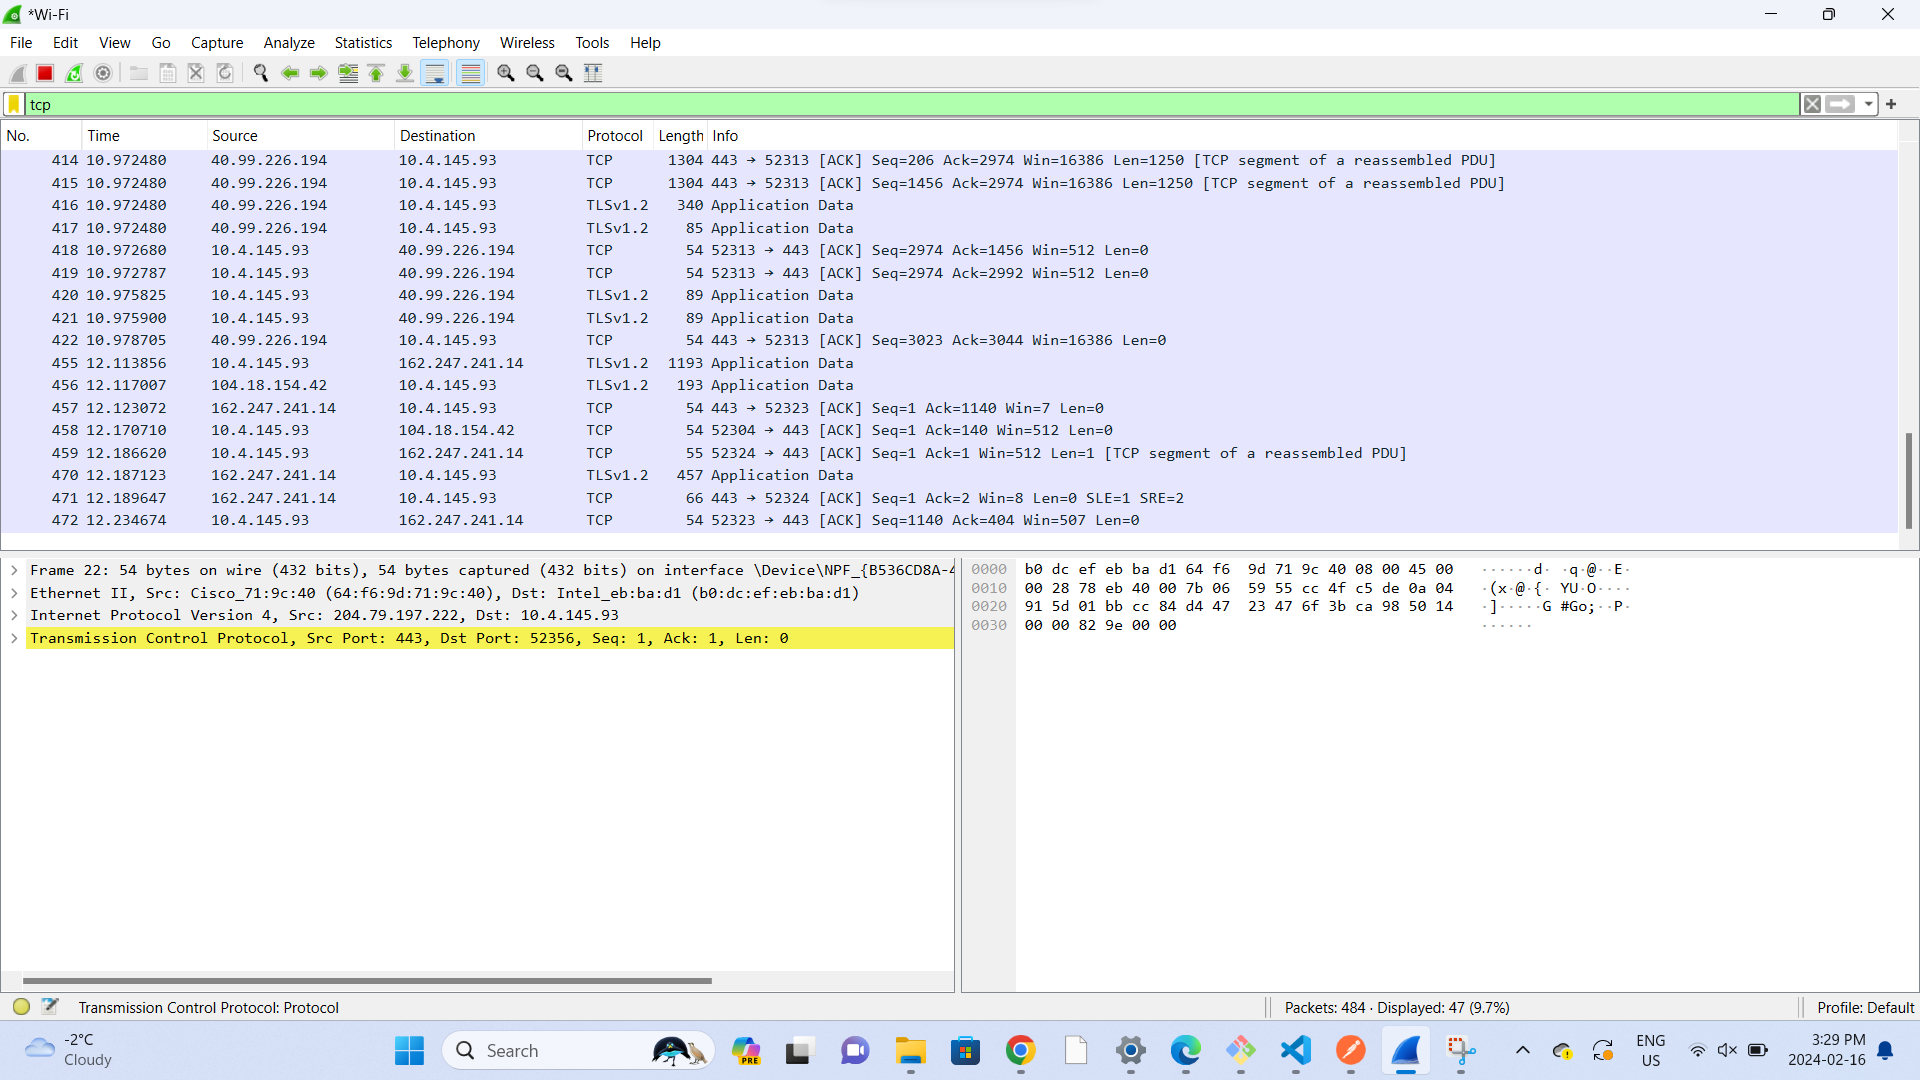 *Wi-Fi
File Edit View Go Capture Analyze Statistics Telephony Wireless Tools Help
tcp
No. Time Source Destination Protocol Length Info
414 10.972480 40.99.226.194 10.4.145.93 TCP 1304 443 → 52313 [ACK] Seq=206 Ack=2974 Win=16386 Len=1250 [TCP segment of a reassembled PDU]
415 10.972480 40.99.226.194 10.4.145.93 TCP 1304 443 → 52313 [ACK] Seq=1456 Ack=2974 Win=16386 Len=1250 [TCP segment of a reassembled PDU]
416 10.972480 40.99.226.194 10.4.145.93 TLSv1.2 340 Application Data
417 10.972480 40.99.226.194 10.4.145.93 TLSv1.2 85 Application Data
418 10.972680 10.4.145.93 40.99.226.194 TCP 54 52313 → 443 [ACK] Seq=2974 Ack=1456 Win=512 Len=0
419 10.972787 10.4.145.93 40.99.226.194 TCP 54 52313 → 443 [ACK] Seq=2974 Ack=2992 Win=512 Len=0
420 10.975825 10.4.145.93 40.99.226.194 TLSv1.2 89 Application Data
421 10.975900 10.4.145.93 40.99.226.194 TLSv1.2 89 Application Data
422 10.978705 40.99.226.194 10.4.145.93 TCP 54 443 → 52313 [ACK] Seq=3023 Ack=3044 Win=16386 Len=0
455 12.113856 10.4.145.93 162.247.241.14 TLSv1.2 1193 Application Data
456 12.117007 104.18.154.42 10.4.145.93 TLSv1.2 193 Application Data
457 12.123072 162.247.241.14 10.4.145.93 TCP 54 443 → 52323 [ACK] Seq=1 Ack=1140 Win=7 Len=0
458 12.170710 10.4.145.93 104.18.154.42 TCP 54 52304 → 443 [ACK] Seq=1 Ack=140 Win=512 Len=0
459 12.186620 10.4.145.93 162.247.241.14 TCP 55 52324 → 443 [ACK] Seq=1 Ack=1 Win=512 Len=1 [TCP segment of a reassembled PDU]
470 12.187123 162.247.241.14 10.4.145.93 TLSv1.2 457 Application Data
471 12.189647 162.247.241.14 10.4.145.93 TCP 66 443 → 52324 [ACK] Seq=1 Ack=2 Win=8 Len=0 SLE=1 SRE=2
472 12.234674 10.4.145.93 162.247.241.14 TCP 54 52323 → 443 [ACK] Seq=1140 Ack=404 Win=507 Len=0
Frame 22: 54 bytes on wire (432 bits), 54 bytes captured (432 bits) on interface \Device\NPF_{B536CD8A-4
Ethernet II, Src: Cisco_71:9c:40 (64:f6:9d:71:9c:40), Dst: Intel_eb:ba:d1 (b0:dc:ef:eb:ba:d1)
Internet Protocol Version 4, Src: 204.79.197.222, Dst: 10.4.145.93
Transmission Control Protocol, Src Port: 443, Dst Port: 52356, Seq: 1, Ack: 1, Len: 0
0000 b0 dc ef eb ba d1 64 f6 9d 71 9c 40 08 00 45 00 ······d· ·q·@··E·
0010 00 28 78 eb 40 00 7b 06 59 55 cc 4f c5 de 0a 04 ·(x·@·{· YU·O····
0020 91 5d 01 bb cc 84 d4 47 23 47 6f 3b ca 98 50 14 ·]·····G #Go;··P·
0030 00 00 82 9e 00 00 ······
Transmission Control Protocol: Protocol
Packets: 484 · Displayed: 47 (9.7%)
Profile: Default
-2°C
Cloudy
Search
PRE
ENG
US
3:29 PM
2024-02-16